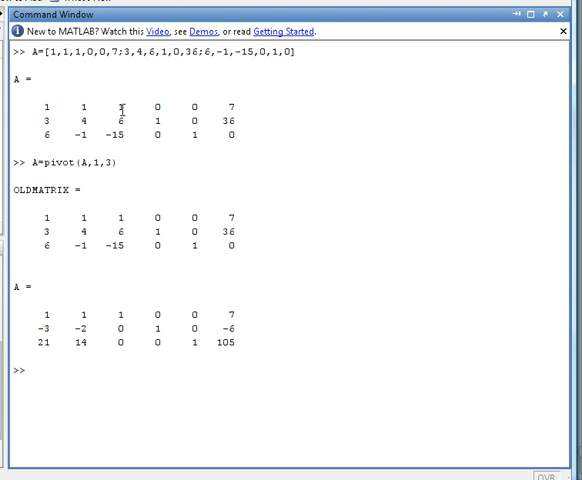 Command Window
New to MATLAB? Watch this Video, see Demos, or read Getting Started.
>> A=[1,1,1,0,0,7;3,4,6,1,0,36;6,-1,-15,0,1,0]
A =
1 1 1 0 0 7
3 4 6 1 0 36
6 -1 -15 0 1 0
>> A=pivot(A,1,3)
OLDMATRIX =
1 1 1 0 0 7
3 4 6 1 0 36
6 -1 -15 0 1 0
A =
1 1 1 0 0 7
-3 -2 0 1 0 -6
21 14 0 0 1 105
>>
OVR